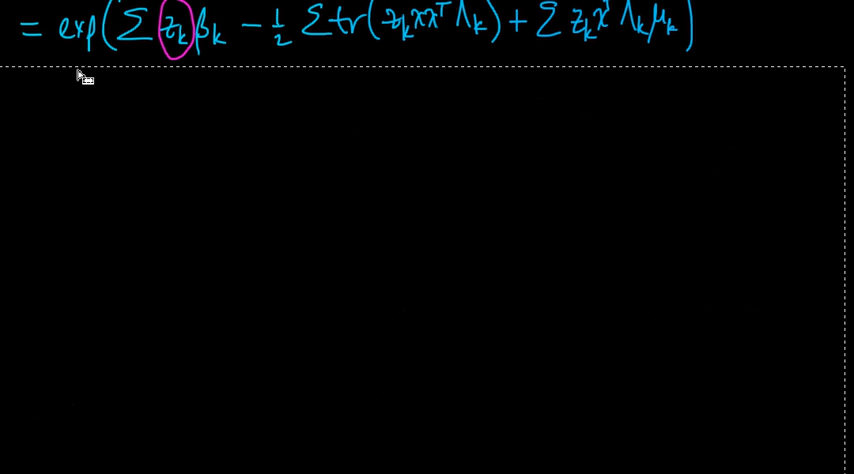 = exp(Σ z_k β_k − 1/2 Σ tr(z_k x x^T Λ_k) + Σ z_k x^T Λ_k μ_k)